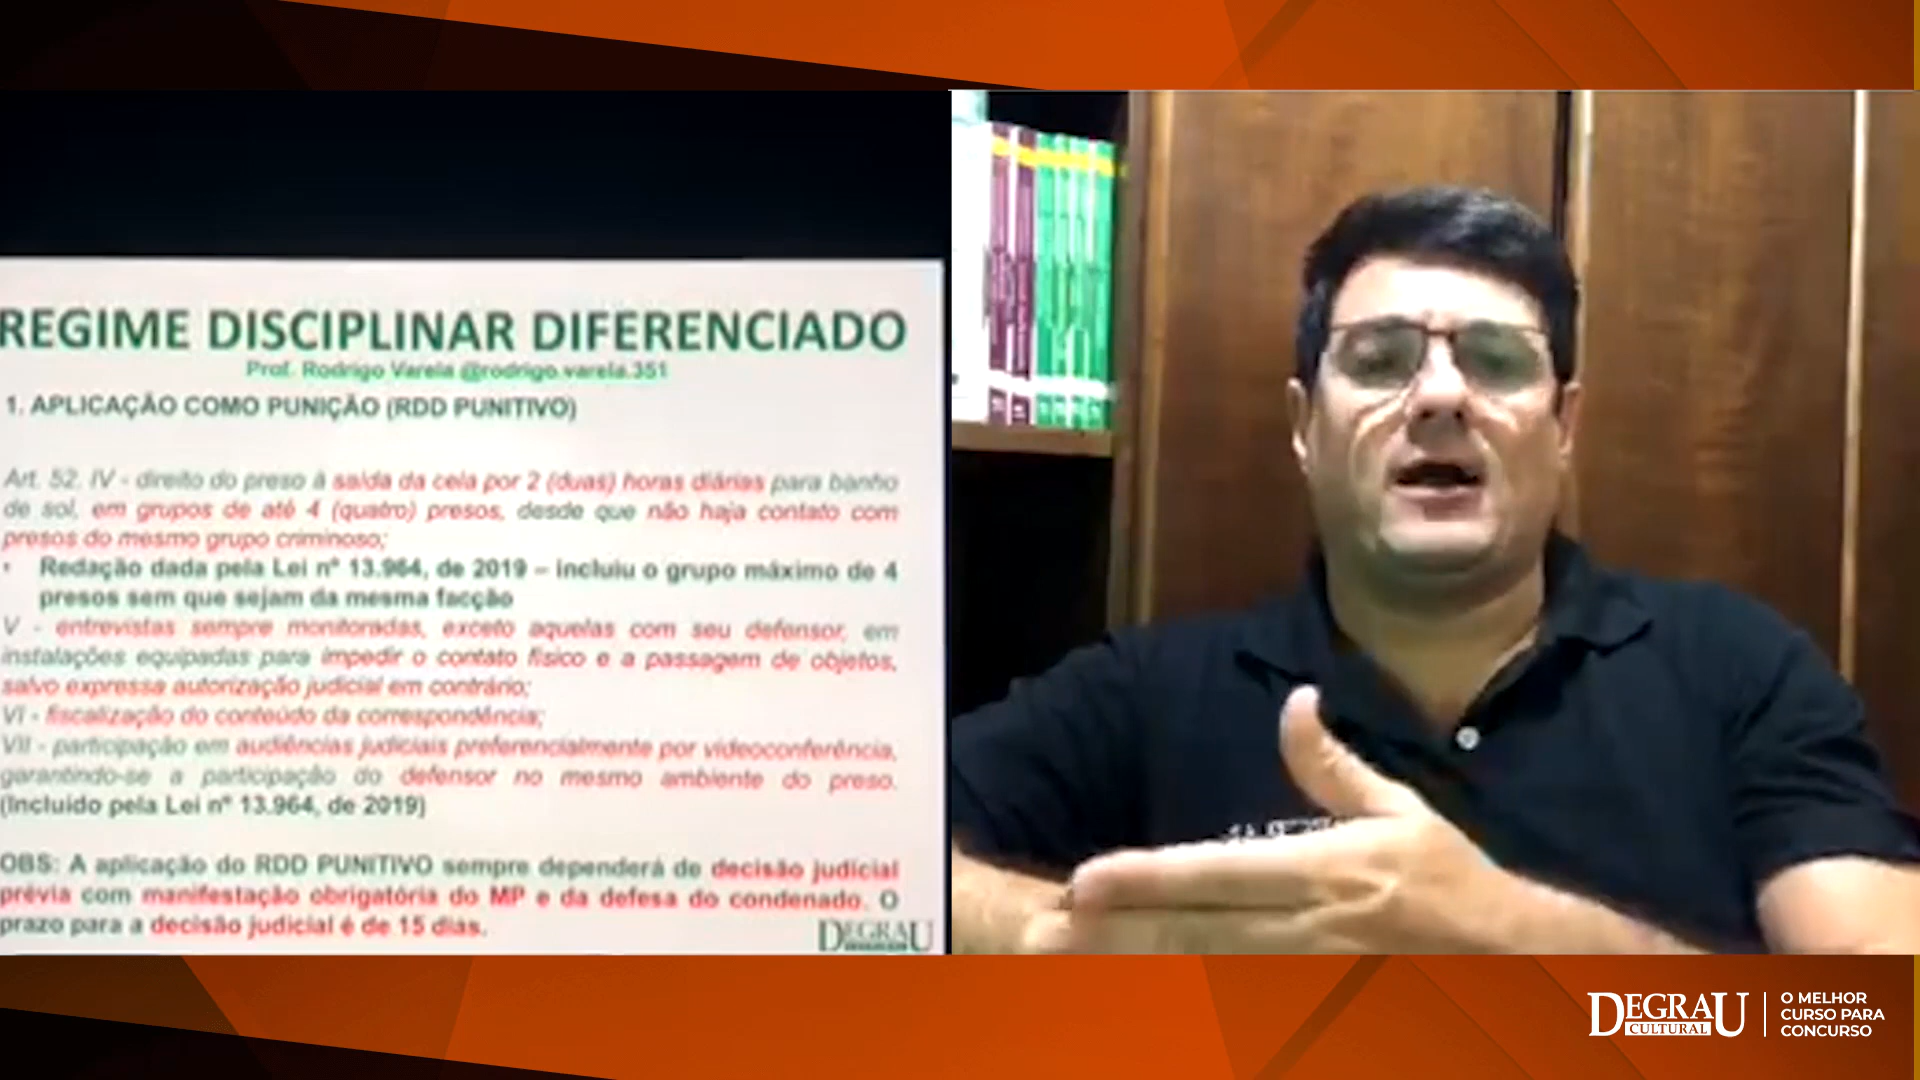 REGIME DISCIPLINAR DIFERENCIADO
Prof. Rodrigo Varela @rodrigo.varela.351
1. APLICAÇÃO COMO PUNIÇÃO (RDD PUNITIVO)
Art. 52. IV - direito do preso à saída da cela por 2 (duas) horas diárias para banho
de sol, em grupos de até 4 (quatro) presos, desde que não haja contato com
presos do mesmo grupo criminoso;
• Redação dada pela Lei nº 13.964, de 2019 – incluiu o grupo máximo de 4
presos sem que sejam da mesma facção
V - entrevistas sempre monitoradas, exceto aquelas com seu defensor, em
instalações equipadas para impedir o contato físico e a passagem de objetos,
salvo expressa autorização judicial em contrário;
VI - fiscalização do conteúdo da correspondência;
VII - participação em audiências judiciais preferencialmente por videoconferência,
garantindo-se a participação do defensor no mesmo ambiente do preso.
(Incluído pela Lei nº 13.964, de 2019)
OBS: A aplicação do RDD PUNITIVO sempre dependerá de decisão judicial
prévia com manifestação obrigatória do MP e da defesa do condenado. O
prazo para a decisão judicial é de 15 dias.
DEGRAU
DEGRAU
CULTURAL
O MELHOR
CURSO PARA
CONCURSO